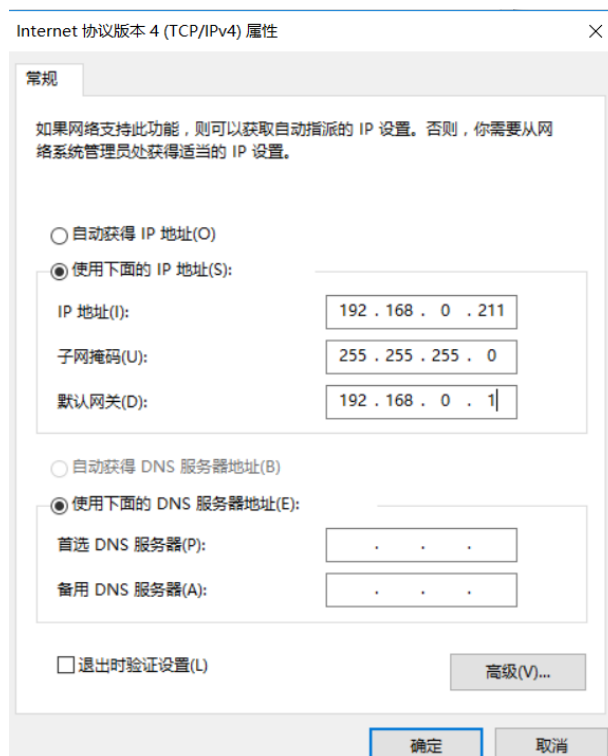 Internet 协议版本 4 (TCP/IPv4) 属性
常规
如果网络支持此功能，则可以获取自动指派的 IP 设置。否则，你需要从网
络系统管理员处获得适当的 IP 设置。
自动获得 IP 地址(O)
使用下面的 IP 地址(S):
IP 地址(I): 192 . 168 . 0 . 211
子网掩码(U): 255 . 255 . 255 . 0
默认网关(D): 192 . 168 . 0 . 1
自动获得 DNS 服务器地址(B)
使用下面的 DNS 服务器地址(E):
首选 DNS 服务器(P): . . .
备用 DNS 服务器(A): . . .
退出时验证设置(L)
高级(V)...
确定 取消